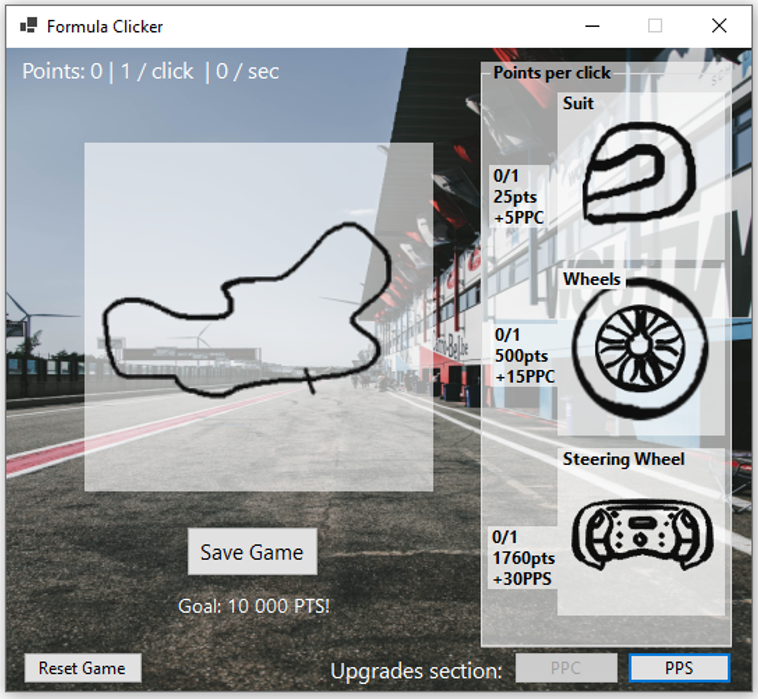 Formula Clicker
Points: 0 | 1 / click | 0 / sec
Points per click
Suit
0/1
25pts
+5PPC
Wheels
0/1
500pts
+15PPC
Steering Wheel
0/1
1760pts
+30PPS
Save Game
Goal: 10 000 PTS!
Reset Game
Upgrades section:
PPC
PPS